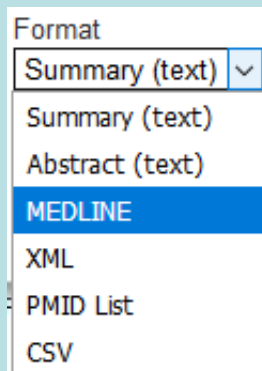 Format
Summary (text)
Summary (text)
Abstract (text)
MEDLINE
XML
PMID List
CSV